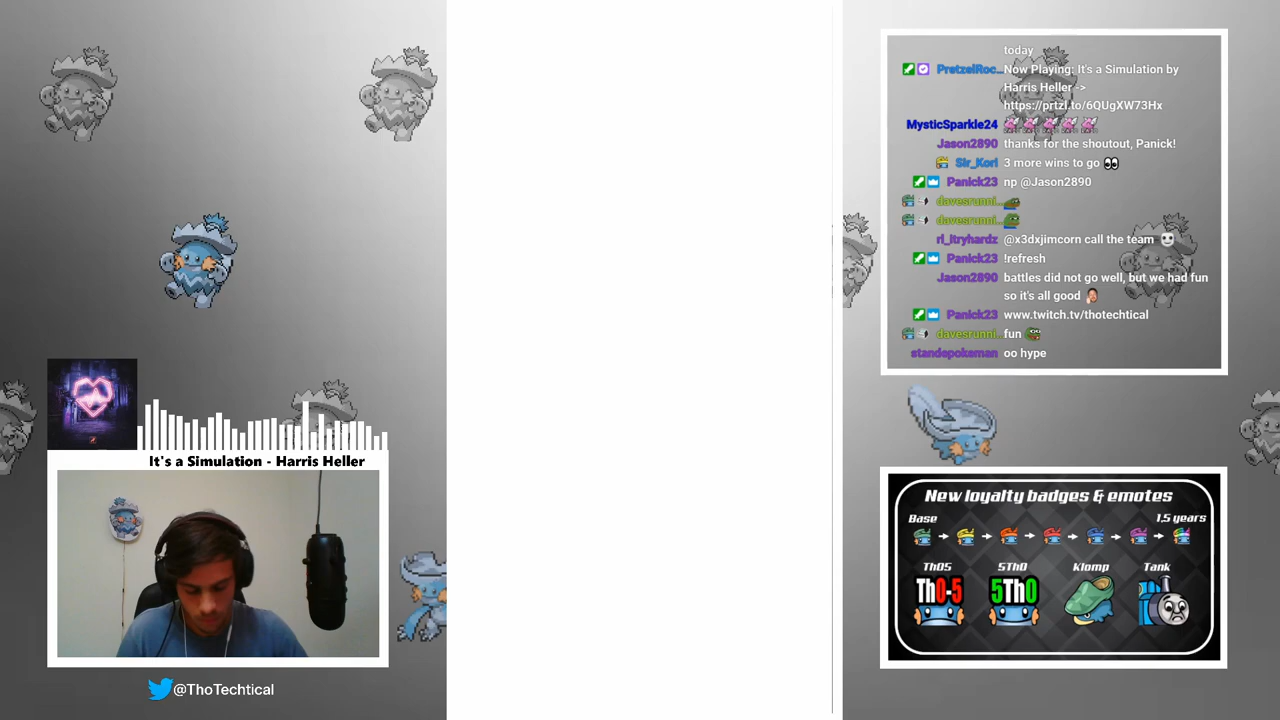 today
PretzelRoc... Now Playing: It's a Simulation by
Harris Heller ->
https://prtzl.to/6QUgXW73Hx
MysticSparkle24
Jason2890 thanks for the shoutout, Panick!
Sir_Kori 3 more wins to go
Panick23 np @Jason2890
davesrunni...
davesrunni...
rl_itryhardz @x3dxjimcorn call the team
Panick23 !refresh
Jason2890 battles did not go well, but we had fun
so it's all good
Panick23 www.twitch.tv/thotechtical
davesrunni... fun
standepokeman oo hype
It's a Simulation - Harris Heller
@ThoTechtical
New loyalty badges & emotes
Base 1,5 years
Th05 5Th0 Klomp Tank
Th0-5 5Th0